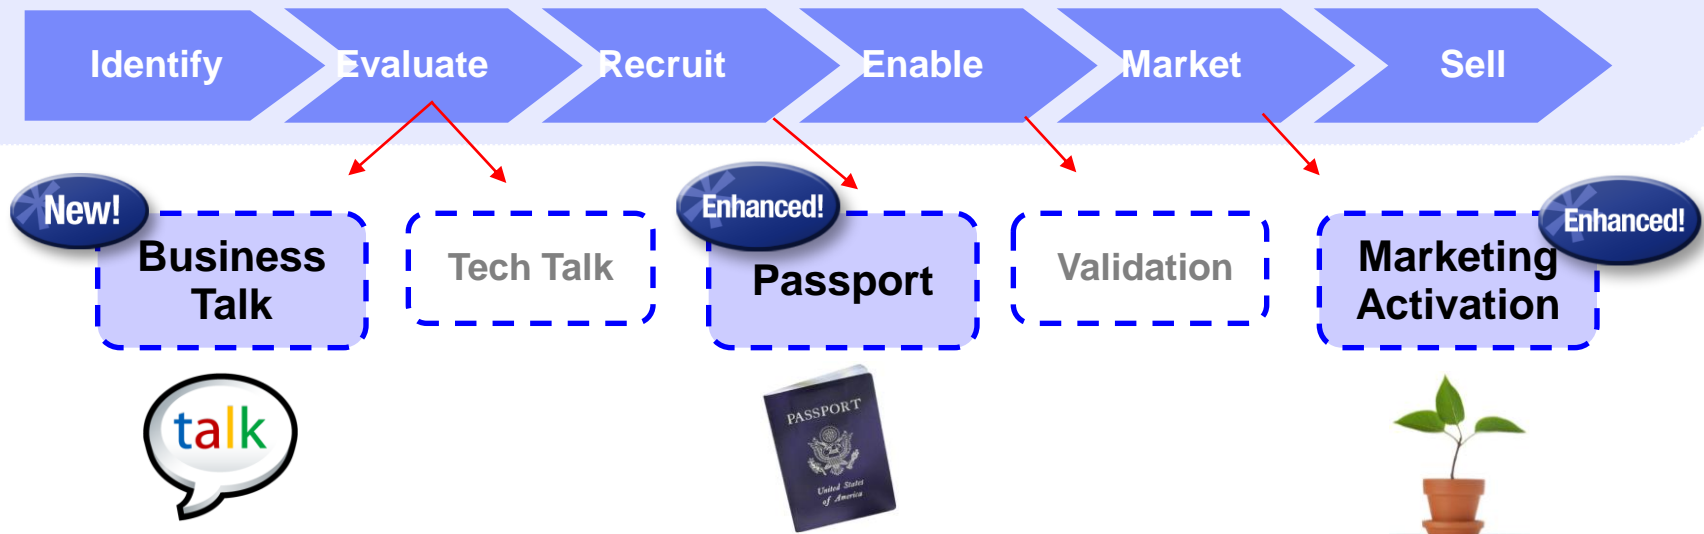 Identify
Evaluate
Recruit
Enable
Market
Sell
New!
Business
Talk
Tech Talk
Enhanced!
Passport
Validation
Enhanced!
Marketing
Activation
talk
PASSPORT
United States
of America